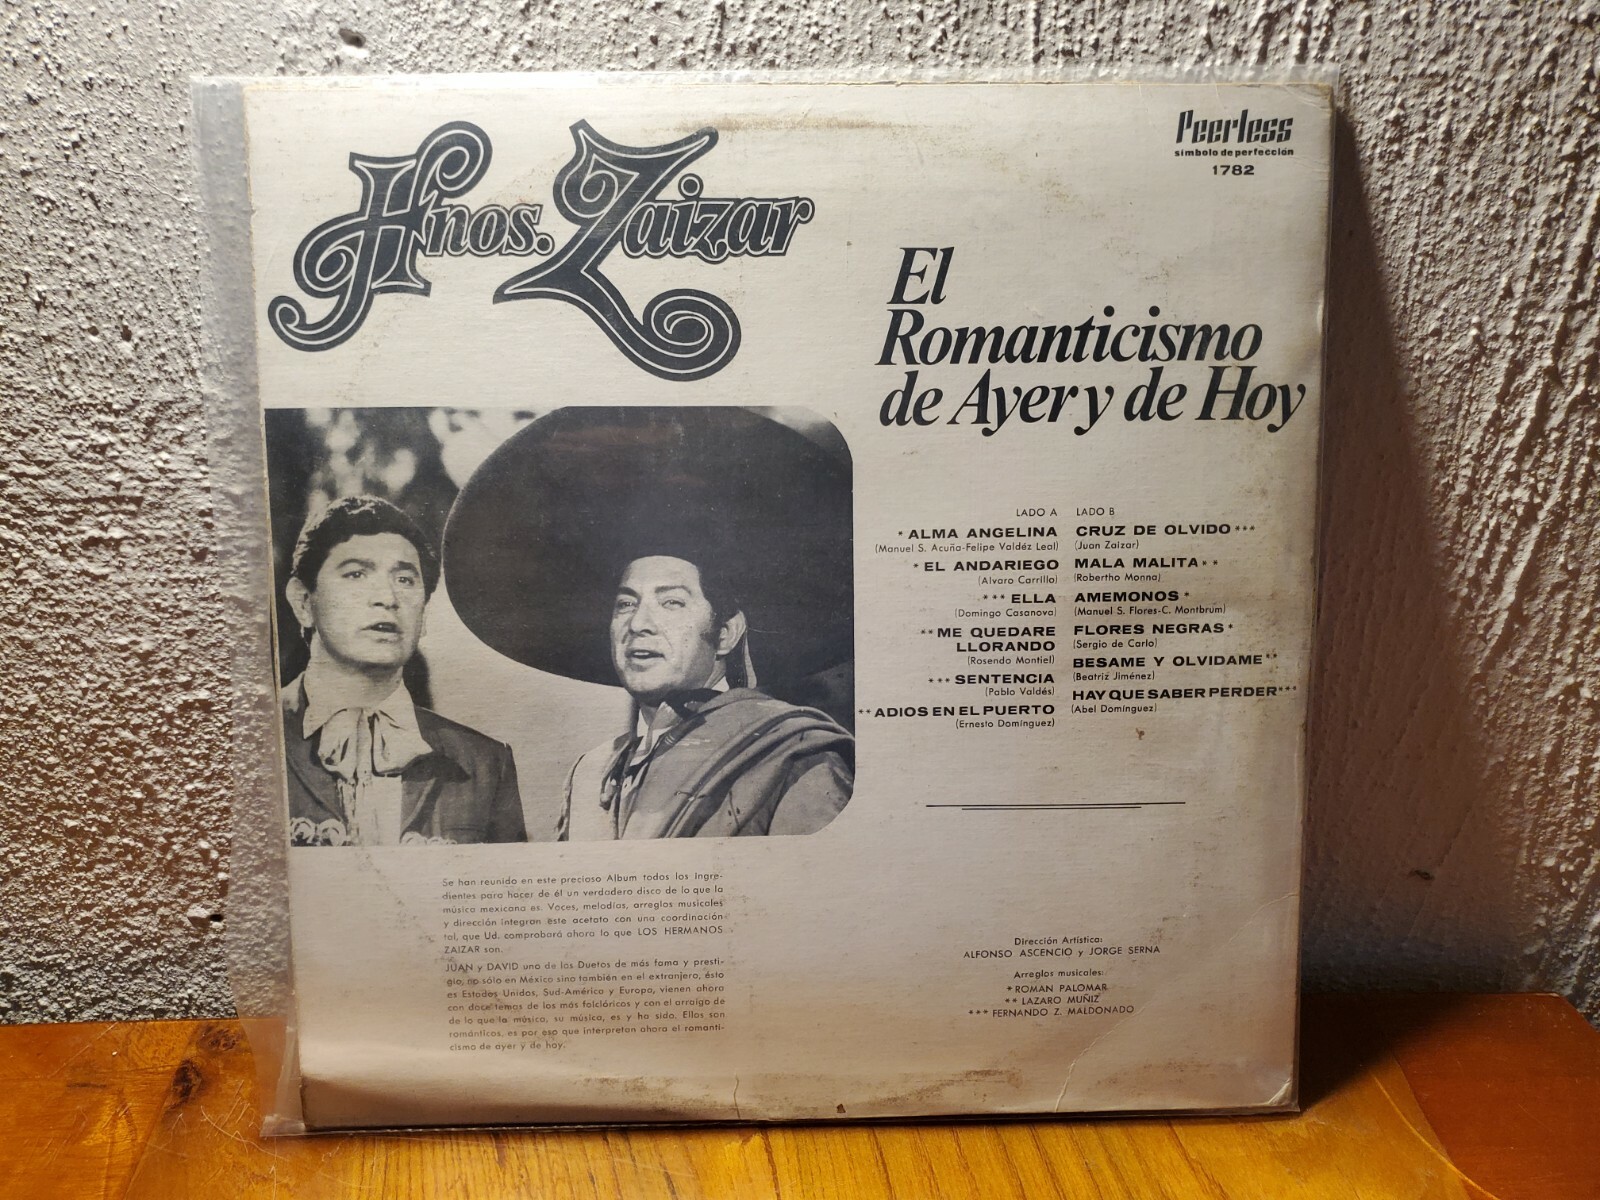 Hnos. Zaizar
Peerless
símbolo de perfección
1782
El
Romanticismo
de Ayer y de Hoy
LADO A
* ALMA ANGELINA
(Manuel S. Acuña-Felipe Valdéz Leal)
* EL ANDARIEGO
(Alvaro Carrillo)
*** ELLA
(Domingo Casanova)
** ME QUEDARE
LLORANDO
(Rosendo Montiel)
*** SENTENCIA
(Pablo Valdés)
** ADIOS EN EL PUERTO
(Ernesto Domínguez)
LADO B
CRUZ DE OLVIDO ***
(Juan Zaizar)
MALA MALITA **
(Robertho Monna)
AMEMONOS *
(Manuel S. Flores-C. Montbrum)
FLORES NEGRAS *
(Sergio de Carlo)
BESAME Y OLVIDAME **
(Beatriz Jiménez)
HAY QUE SABER PERDER ***
(Abel Domínguez)
Se han reunido en este precioso Album todos los ingre-
dientes para hacer de él un verdadero disco de lo que la
música mexicana es. Voces, melodías, arreglos musicales
y dirección integran este acetato con una coordinación
tal, que Ud. comprobará ahora lo que LOS HERMANOS
ZAIZAR son.
JUAN y DAVID uno de los Duetos de más fama y presti-
gio, no sólo en México sino también en el extranjero, ésto
es Estados Unidos, Sud-América y Europa, vienen ahora
con doce temas de los más folclóricos y con el arraigo de
de lo que la música, su música, es y ha sido. Ellos son
románticos, es por eso que interpretan ahora el romanti-
cismo de ayer y de hoy.
Dirección Artística:
ALFONSO ASCENCIO y JORGE SERNA
Arreglos musicales:
* ROMAN PALOMAR
** LAZARO MUÑIZ
*** FERNANDO Z. MALDONADO